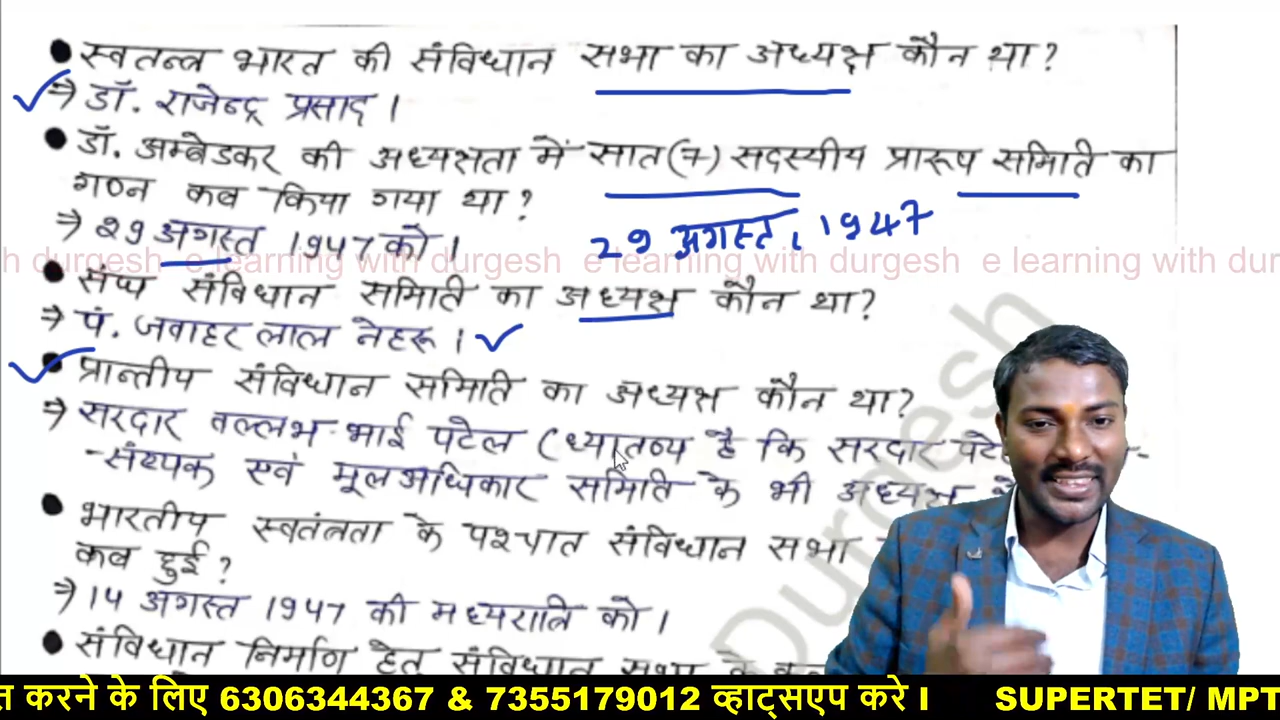 स्वतन्त्र भारत की संविधान सभा का अध्यक्ष कौन था?
⇒ डॉ. राजेन्द्र प्रसाद।
डॉ. अम्बेडकर की अध्यक्षता में सात(7) सदस्यीय प्रारूप समिति का
गठन कब किया गया था?
⇒ 29 अगस्त 1947 को। 29 अगस्त, 1947
h durgesh e learning with durgesh e learning with durgesh e learning with dur
संघ संविधान समिति का अध्यक्ष कौन था?
⇒ पं. जवाहर लाल नेहरू।
प्रान्तीय संविधान समिति का अध्यक्ष कौन था?
⇒ सरदार वल्लभ-भाई पटेल (ध्यातव्य है कि सरदार पटे
-संख्यक एवं मूलअधिकार समिति के भी अध्यक्ष
भारतीय स्वतंत्रता के पश्चात संविधान सभा
कब हुई?
⇒ 14 अगस्त 1947 की मध्यरात्रि को।
संविधान निर्माण हेतु संविधान सभा के
Durgesh
त करने के लिए 6306344367 & 7355179012 व्हाट्सएप करे I SUPERTET/ MPT